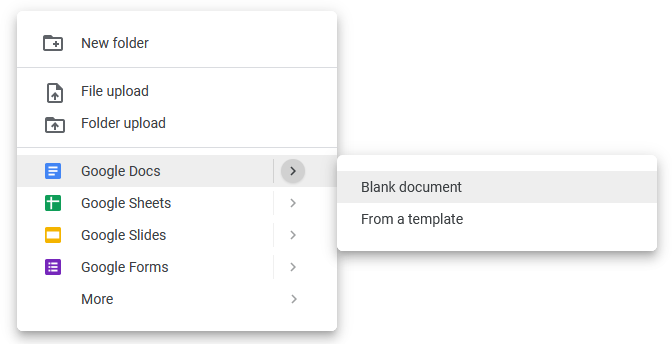 New folder
File upload
Folder upload
Google Docs
Blank document
From a template
Google Sheets
Google Slides
Google Forms
More